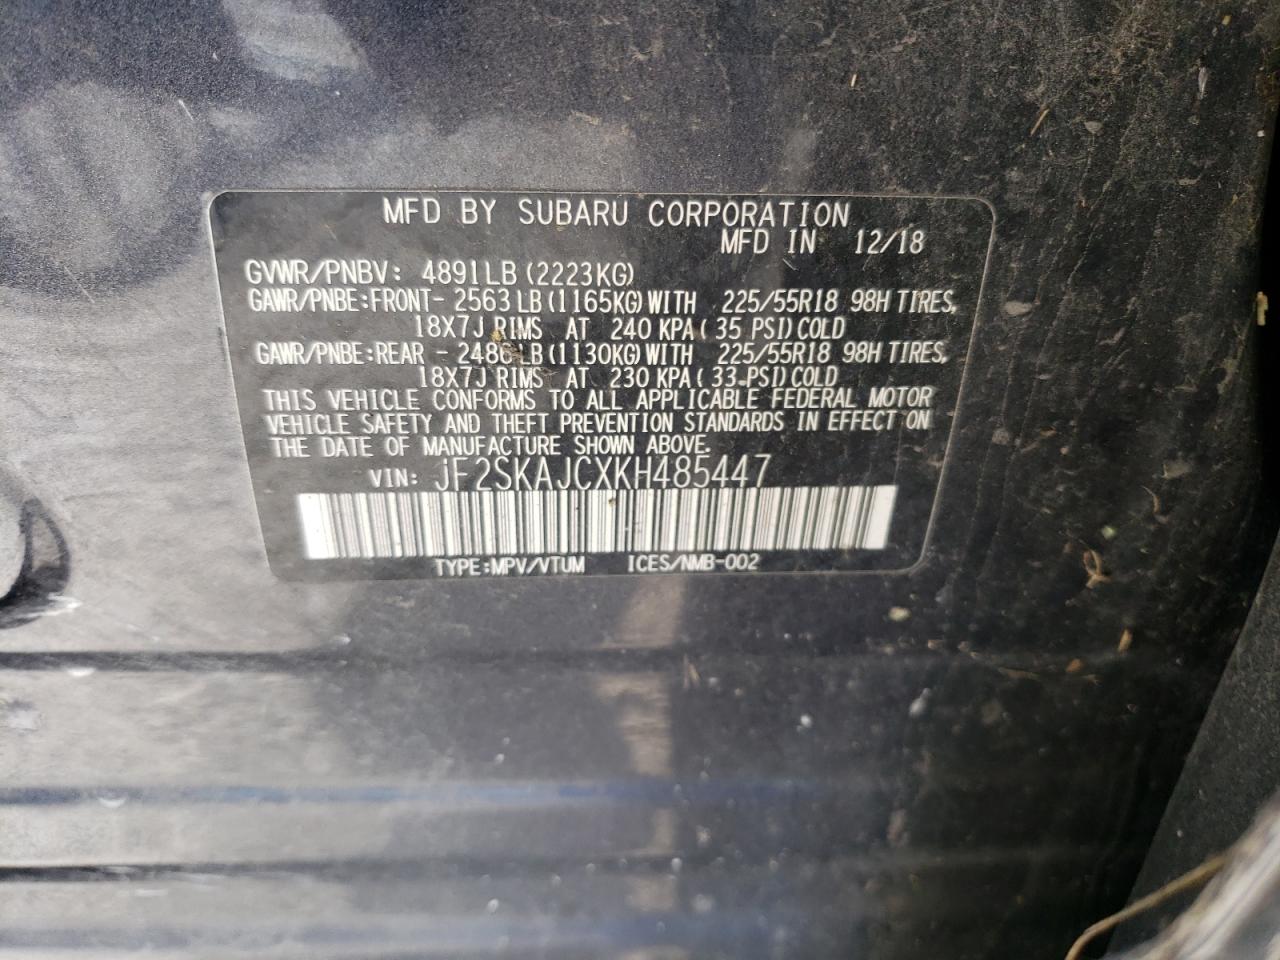 MFD BY SUBARU CORPORATION
MFD IN 12/18
GVWR/PNBV: 4891LB (2223KG)
GAWR/PNBE:FRONT- 2563 LB (1165KG) WITH 225/55R18 98H TIRES,
18X7J RIMS AT 240 KPA ( 35 PSI) COLD
GAWR/PNBE:REAR - 2486 LB (1130KG) WITH 225/55R18 98H TIRES,
18X7J RIMS AT 230 KPA ( 33 PSI) COLD
THIS VEHICLE CONFORMS TO ALL APPLICABLE FEDERAL MOTOR
VEHICLE SAFETY AND THEFT PREVENTION STANDARDS IN EFFECT ON
THE DATE OF MANUFACTURE SHOWN ABOVE.
VIN: JF2SKAJCXKH485447
TYPE:MPV/VTUM ICES/NMB-002